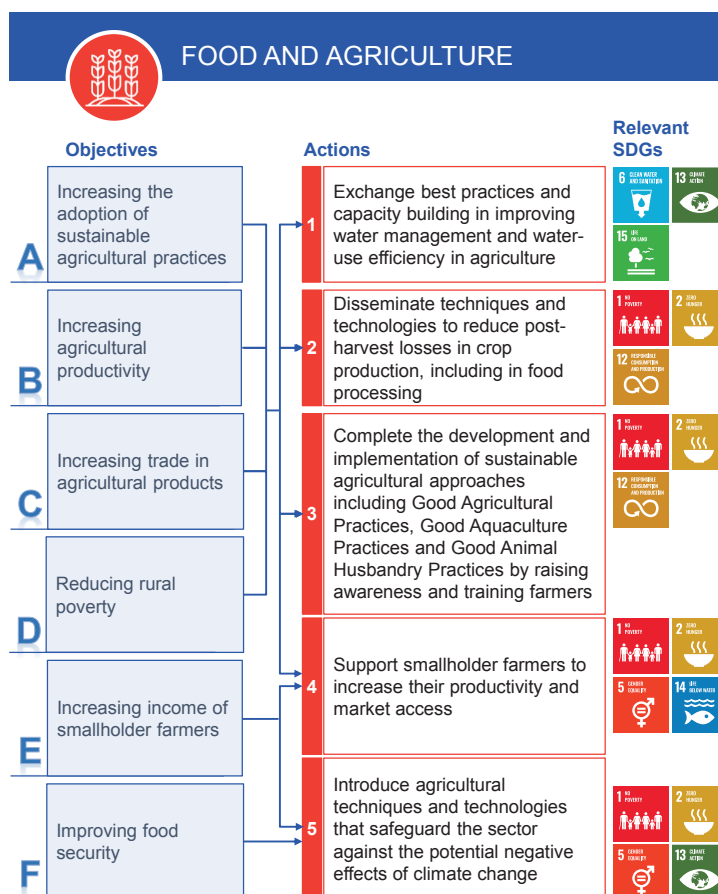 FOOD AND AGRICULTURE
Objectives
Actions
Relevant
SDGs
A
Increasing the
adoption of
sustainable
agricultural practices
B
Increasing
agricultural
productivity
C
Increasing trade in
agricultural products
D
Reducing rural
poverty
E
Increasing income of
smallholder farmers
F
Improving food
security
1
Exchange best practices and
capacity building in improving
water management and water-
use efficiency in agriculture
6 CLEAN WATER
AND SANITATION
13 CLIMATE
ACTION
15 LIFE
ON LAND
2
Disseminate techniques and
technologies to reduce post-
harvest losses in crop
production, including in food
processing
1 NO
POVERTY
2 ZERO
HUNGER
12 RESPONSIBLE
CONSUMPTION
AND PRODUCTION
3
Complete the development and
implementation of sustainable
agricultural approaches
including Good Agricultural
Practices, Good Aquaculture
Practices and Good Animal
Husbandry Practices by raising
awareness and training farmers
1 NO
POVERTY
2 ZERO
HUNGER
12 RESPONSIBLE
CONSUMPTION
AND PRODUCTION
4
Support smallholder farmers to
increase their productivity and
market access
1 NO
POVERTY
2 ZERO
HUNGER
5 GENDER
EQUALITY
14 LIFE
BELOW WATER
5
Introduce agricultural
techniques and technologies
that safeguard the sector
against the potential negative
effects of climate change
1 NO
POVERTY
2 ZERO
HUNGER
5 GENDER
EQUALITY
13 CLIMATE
ACTION